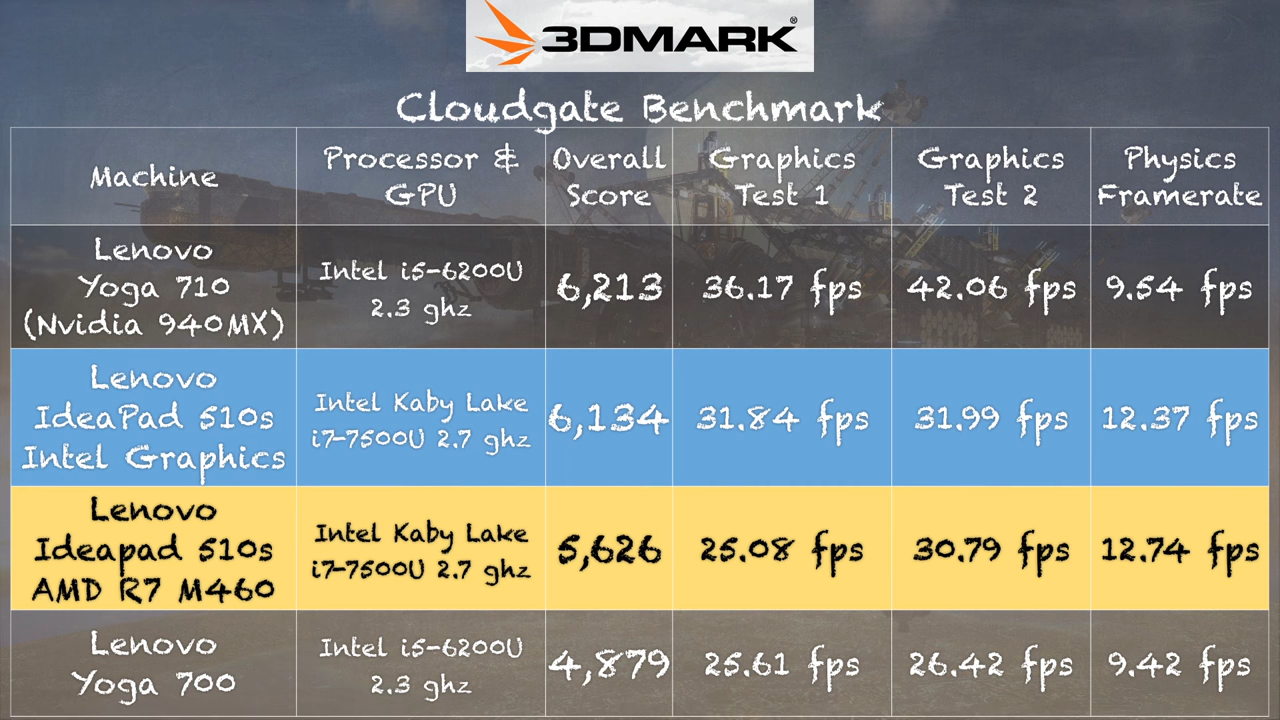 3DMARK®
Cloudgate Benchmark
Machine
Processor &
GPU
Overall
Score
Graphics
Test 1
Graphics
Test 2
Physics
Framerate
Lenovo
Yoga 710
(Nvidia 940MX)
Intel i5-6200U
2.3 ghz
6,213
36.17 fps
42.06 fps
9.54 fps
Lenovo
IdeaPad 510s
Intel Graphics
Intel Kaby Lake
i7-7500U 2.7 ghz
6,134
31.84 fps
31.99 fps
12.37 fps
Lenovo
Ideapad 510s
AMD R7 M460
Intel Kaby Lake
i7-7500U 2.7 ghz
5,626
25.08 fps
30.79 fps
12.74 fps
Lenovo
Yoga 700
Intel i5-6200U
2.3 ghz
4,879
25.61 fps
26.42 fps
9.42 fps